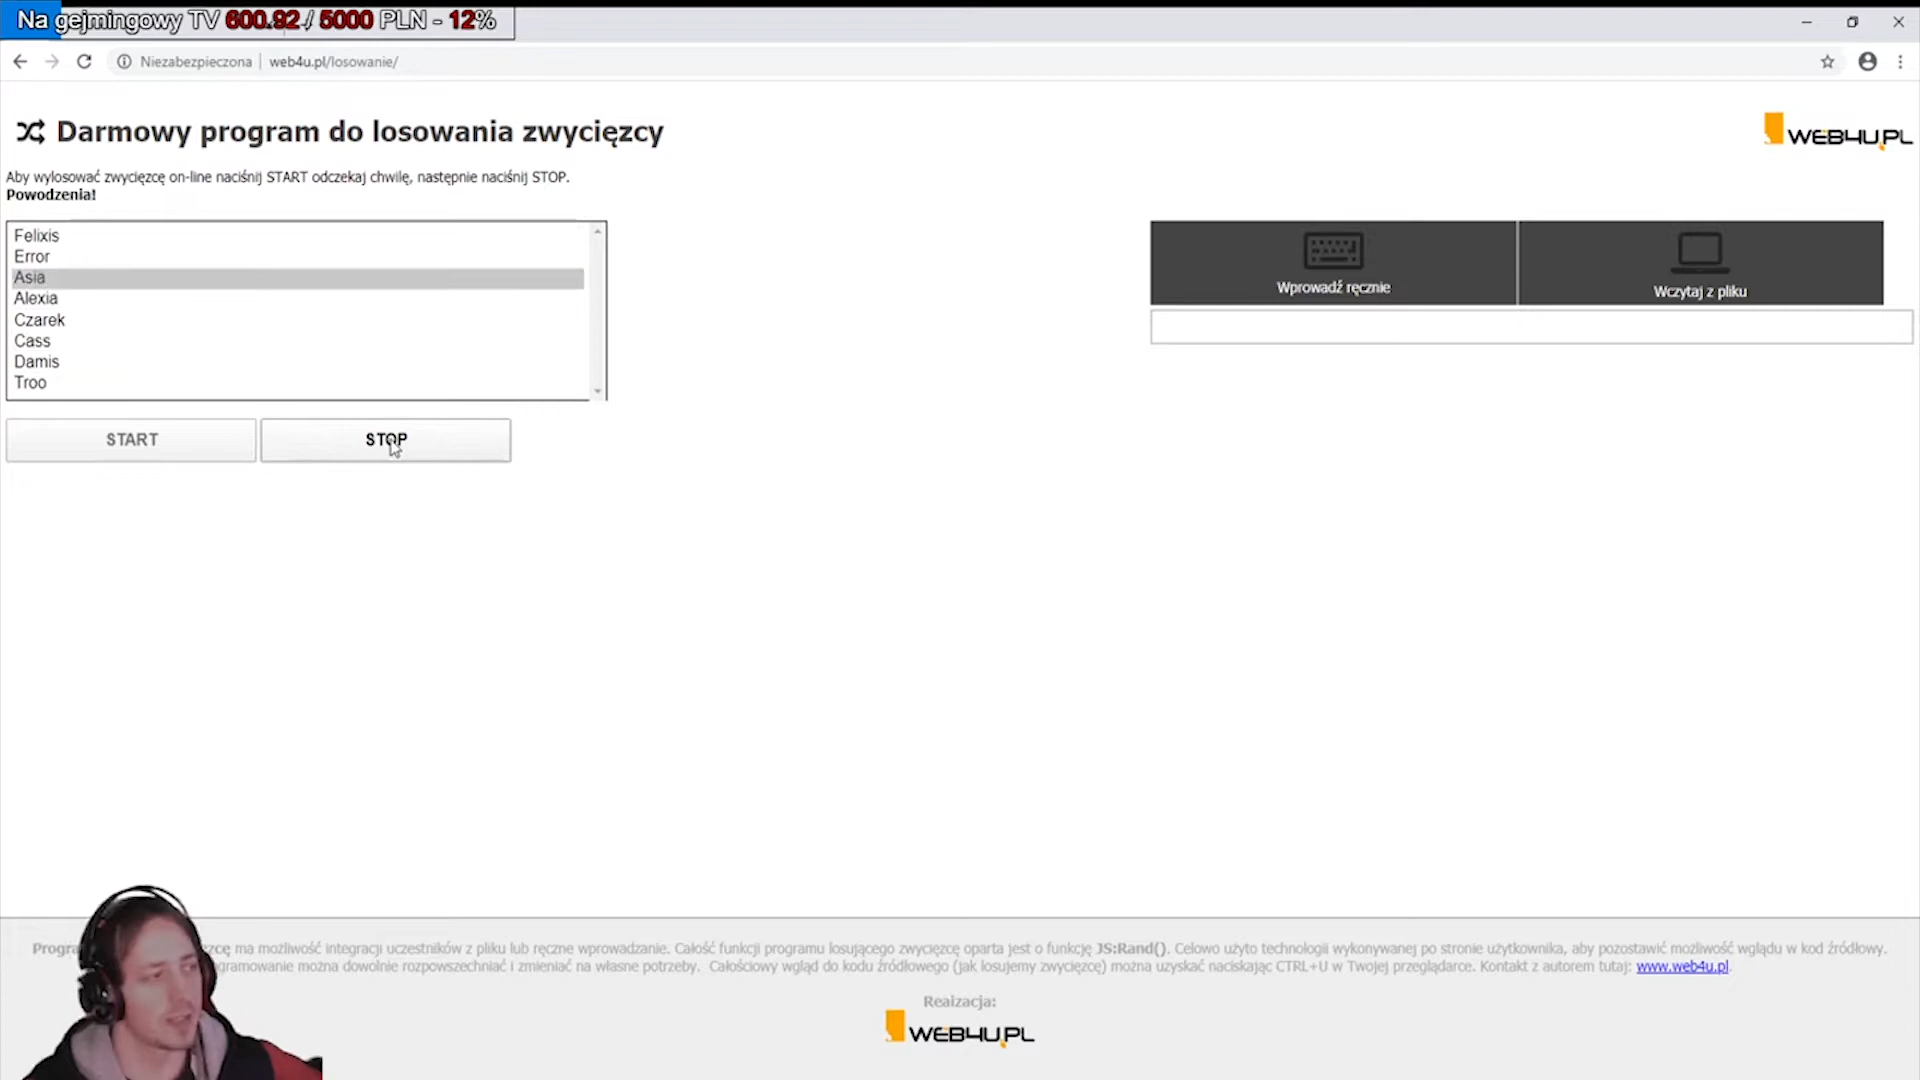 Na gejmingowy TV 600.92 / 5000 PLN - 12%
Niezabezpieczona | web4u.pl/losowanie/
Darmowy program do losowania zwycięzcy
WEB4U.PL
Aby wylosować zwycięzcę on-line naciśnij START odczekaj chwilę, następnie naciśnij STOP.
Powodzenia!
Felixis
Error
Asia
Alexia
Czarek
Cass
Damis
Troo
Wprowadź ręcznie
Wczytaj z pliku
START
STOP
ma możliwość integracji uczestników z pliku lub ręczne wprowadzanie. Całość funkcji programu losującego zwycięzcę oparta jest o funkcję JS:Rand(). Celowo użyto technologii wykonywanej po stronie użytkownika, aby pozostawić możliwość wglądu w kod źródłowy.
można dowolnie rozpowszechniać i zmieniać na własne potrzeby. Całościowy wgląd do kodu źródłowego (jak losujemy zwycięzcę) można uzyskać naciskając CTRL+U w Twojej przeglądarce. Kontakt z autorem tutaj: www.web4u.pl.
Reaizacja:
WEB4U.PL